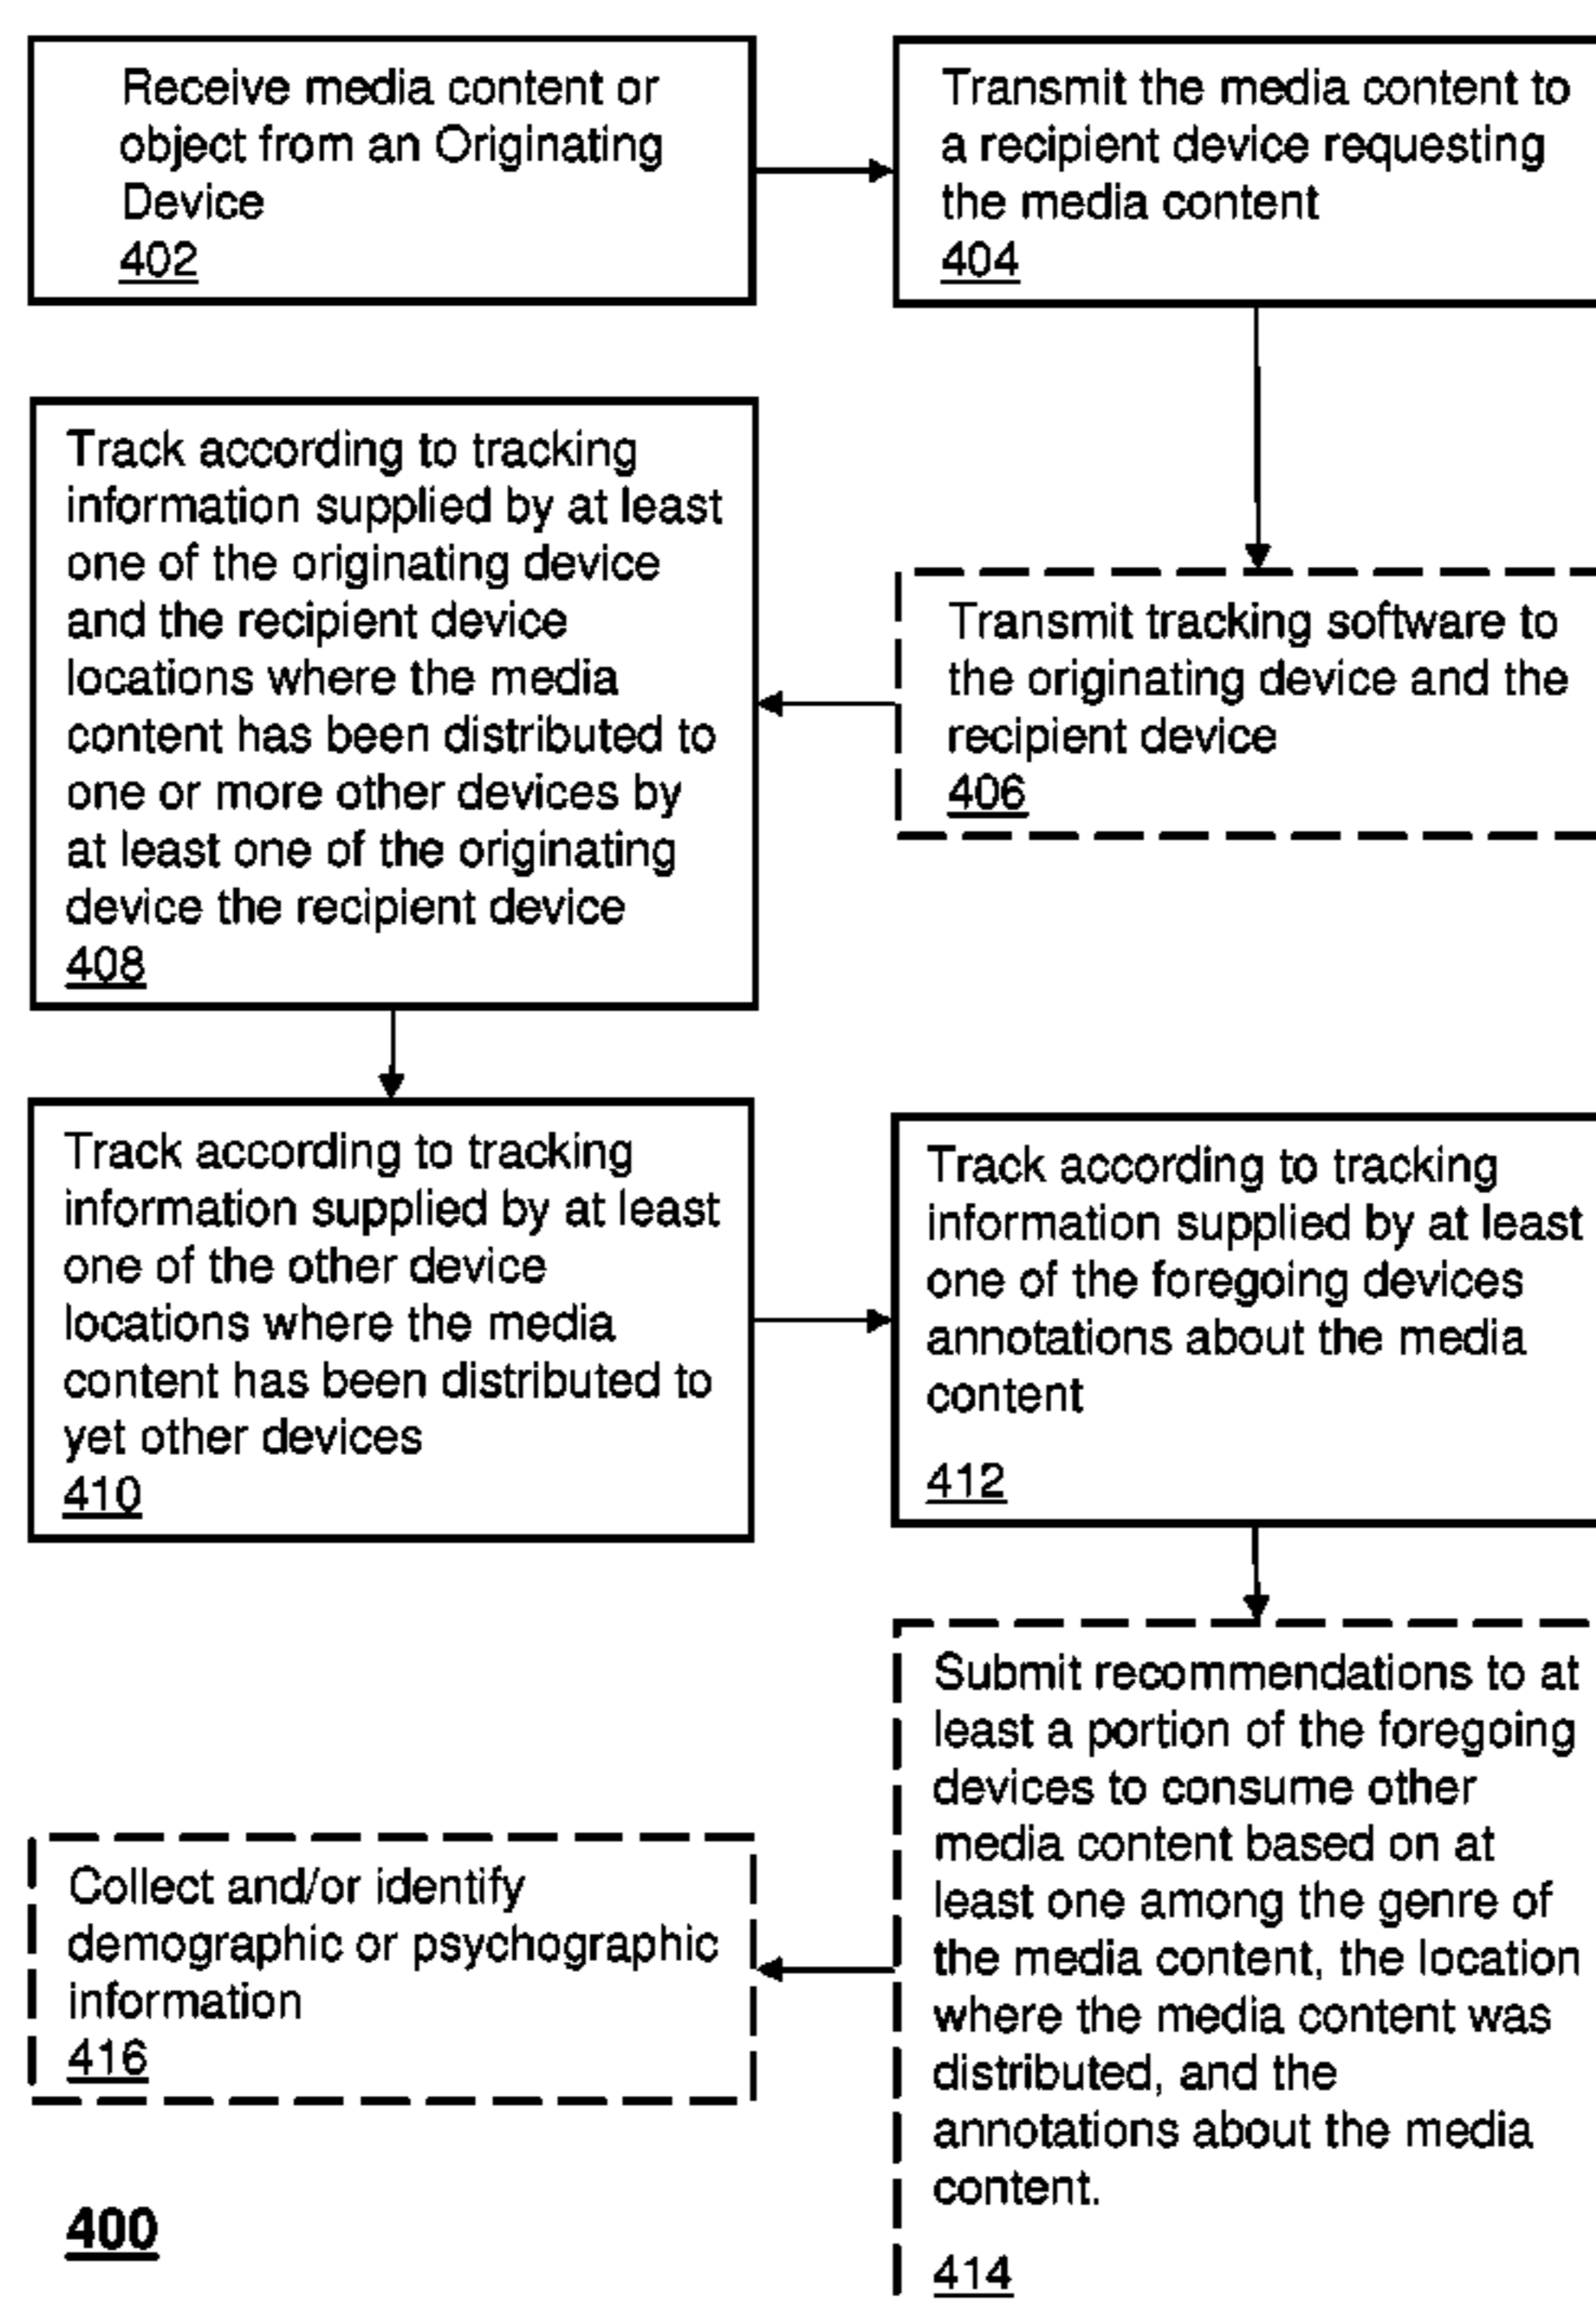 Receive media content or
object from an Originating
Device
402
Transmit the media content to
a recipient device requesting
the media content
404
Transmit tracking software to
the originating device and the
recipient device
406
Track according to tracking
information supplied by at least
one of the originating device
and the recipient device
locations where the media
content has been distributed to
one or more other devices by
at least one of the originating
device the recipient device
408
Track according to tracking
information supplied by at least
one of the other device
locations where the media
content has been distributed to
yet other devices
410
Track according to tracking
information supplied by at least
one of the foregoing devices
annotations about the media
content
412
Submit recommendations to at
least a portion of the foregoing
devices to consume other
media content based on at
least one among the genre of
the media content, the location
where the media content was
distributed, and the
annotations about the media
content.
414
Collect and/or identify
demographic or psychographic
information
416
400